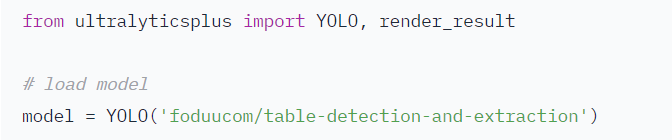 from ultralyticsplus import YOLO, render_result
# load model
model = YOLO('foduucom/table-detection-and-extraction')